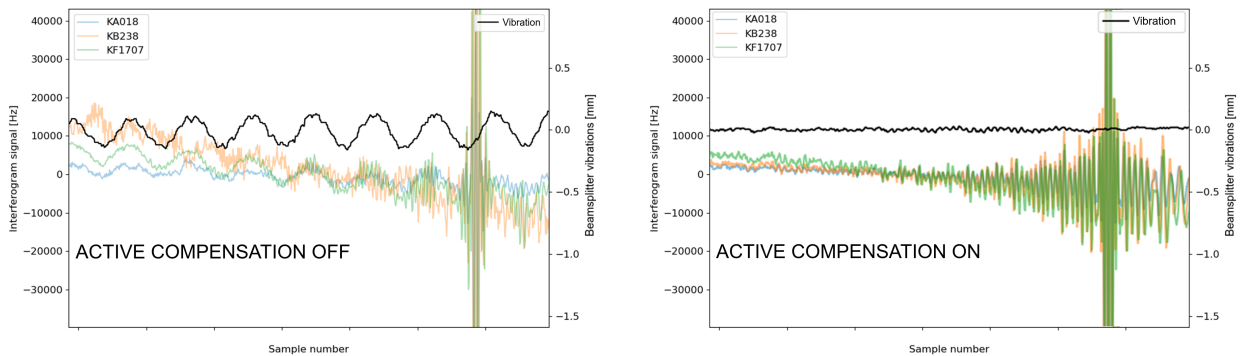 40000
30000
20000
10000
0
−10000
−20000
−30000
Interferogram signal [Hz]
KA018
KB238
KF1707
Vibration
0.5
0.0
−0.5
−1.0
−1.5
Beamsplitter vibrations [mm]
ACTIVE COMPENSATION OFF
Sample number
40000
30000
20000
10000
0
−10000
−20000
−30000
Interferogram signal [Hz]
KA018
KB238
KF1707
Vibration
0.5
0.0
−0.5
−1.0
−1.5
Beamsplitter vibrations [mm]
ACTIVE COMPENSATION ON
Sample number